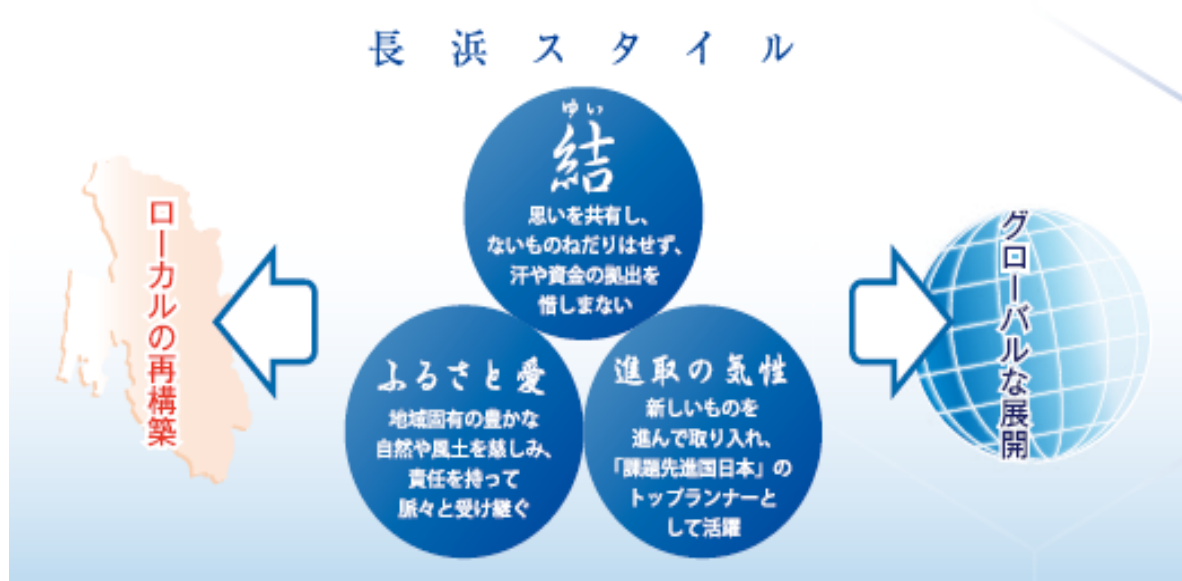 長浜スタイル
ゆい
結
思いを共有し、
ないものねだりはせず、
汗や資金の拠出を
惜しまない
ローカルの再構築
グローバルな展開
ふるさと愛
地域固有の豊かな
自然や風土を慈しみ、
責任を持って
脈々と受け継ぐ
進取の気性
新しいものを
進んで取り入れ、
「課題先進国日本」の
トップランナーと
して活躍